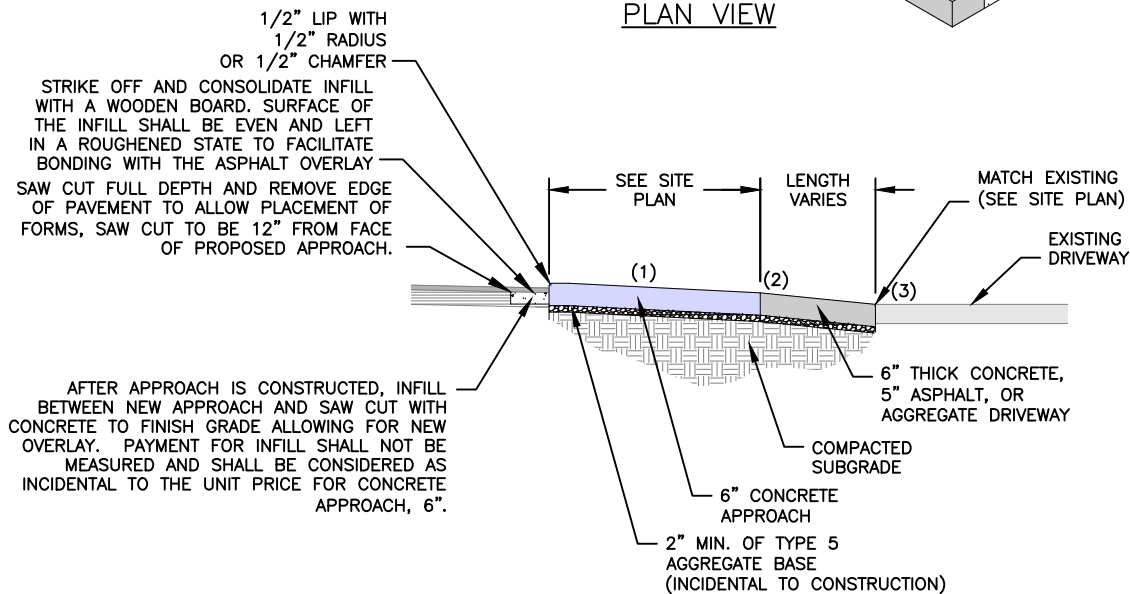 PLAN VIEW
1/2” LIP WITH
1/2” RADIUS
OR 1/2” CHAMFER
STRIKE OFF AND CONSOLIDATE INFILL
WITH A WOODEN BOARD. SURFACE OF
THE INFILL SHALL BE EVEN AND LEFT
IN A ROUGHENED STATE TO FACILITATE
BONDING WITH THE ASPHALT OVERLAY
SAW CUT FULL DEPTH AND REMOVE EDGE
OF PAVEMENT TO ALLOW PLACEMENT OF
FORMS, SAW CUT TO BE 12” FROM FACE
OF PROPOSED APPROACH.
SEE SITE
PLAN
LENGTH
VARIES
MATCH EXISTING
(SEE SITE PLAN)
EXISTING
DRIVEWAY
(1)
(2)
(3)
AFTER APPROACH IS CONSTRUCTED, INFILL
BETWEEN NEW APPROACH AND SAW CUT WITH
CONCRETE TO FINISH GRADE ALLOWING FOR NEW
OVERLAY. PAYMENT FOR INFILL SHALL NOT BE
MEASURED AND SHALL BE CONSIDERED AS
INCIDENTAL TO THE UNIT PRICE FOR CONCRETE
APPROACH, 6”.
6” THICK CONCRETE,
5” ASPHALT, OR
AGGREGATE DRIVEWAY
COMPACTED
SUBGRADE
6” CONCRETE
APPROACH
2” MIN. OF TYPE 5
AGGREGATE BASE
(INCIDENTAL TO CONSTRUCTION)